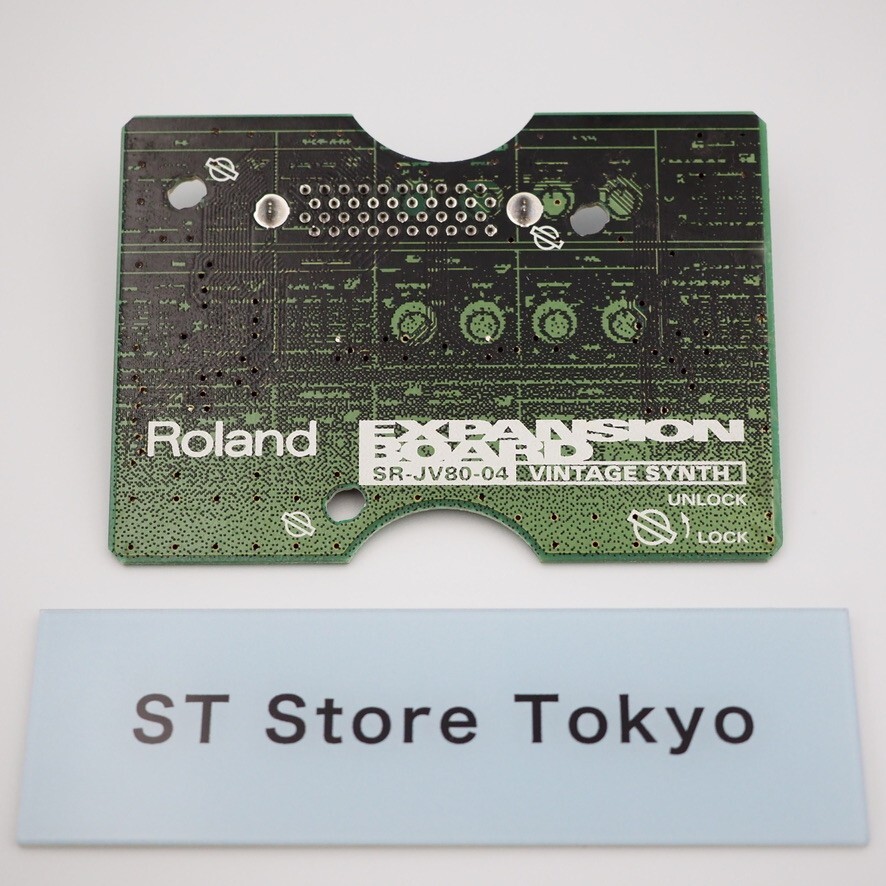 Roland
EXPANSION
BOARD
SR-JV80-04 VINTAGE SYNTH
UNLOCK
LOCK
ST Store Tokyo